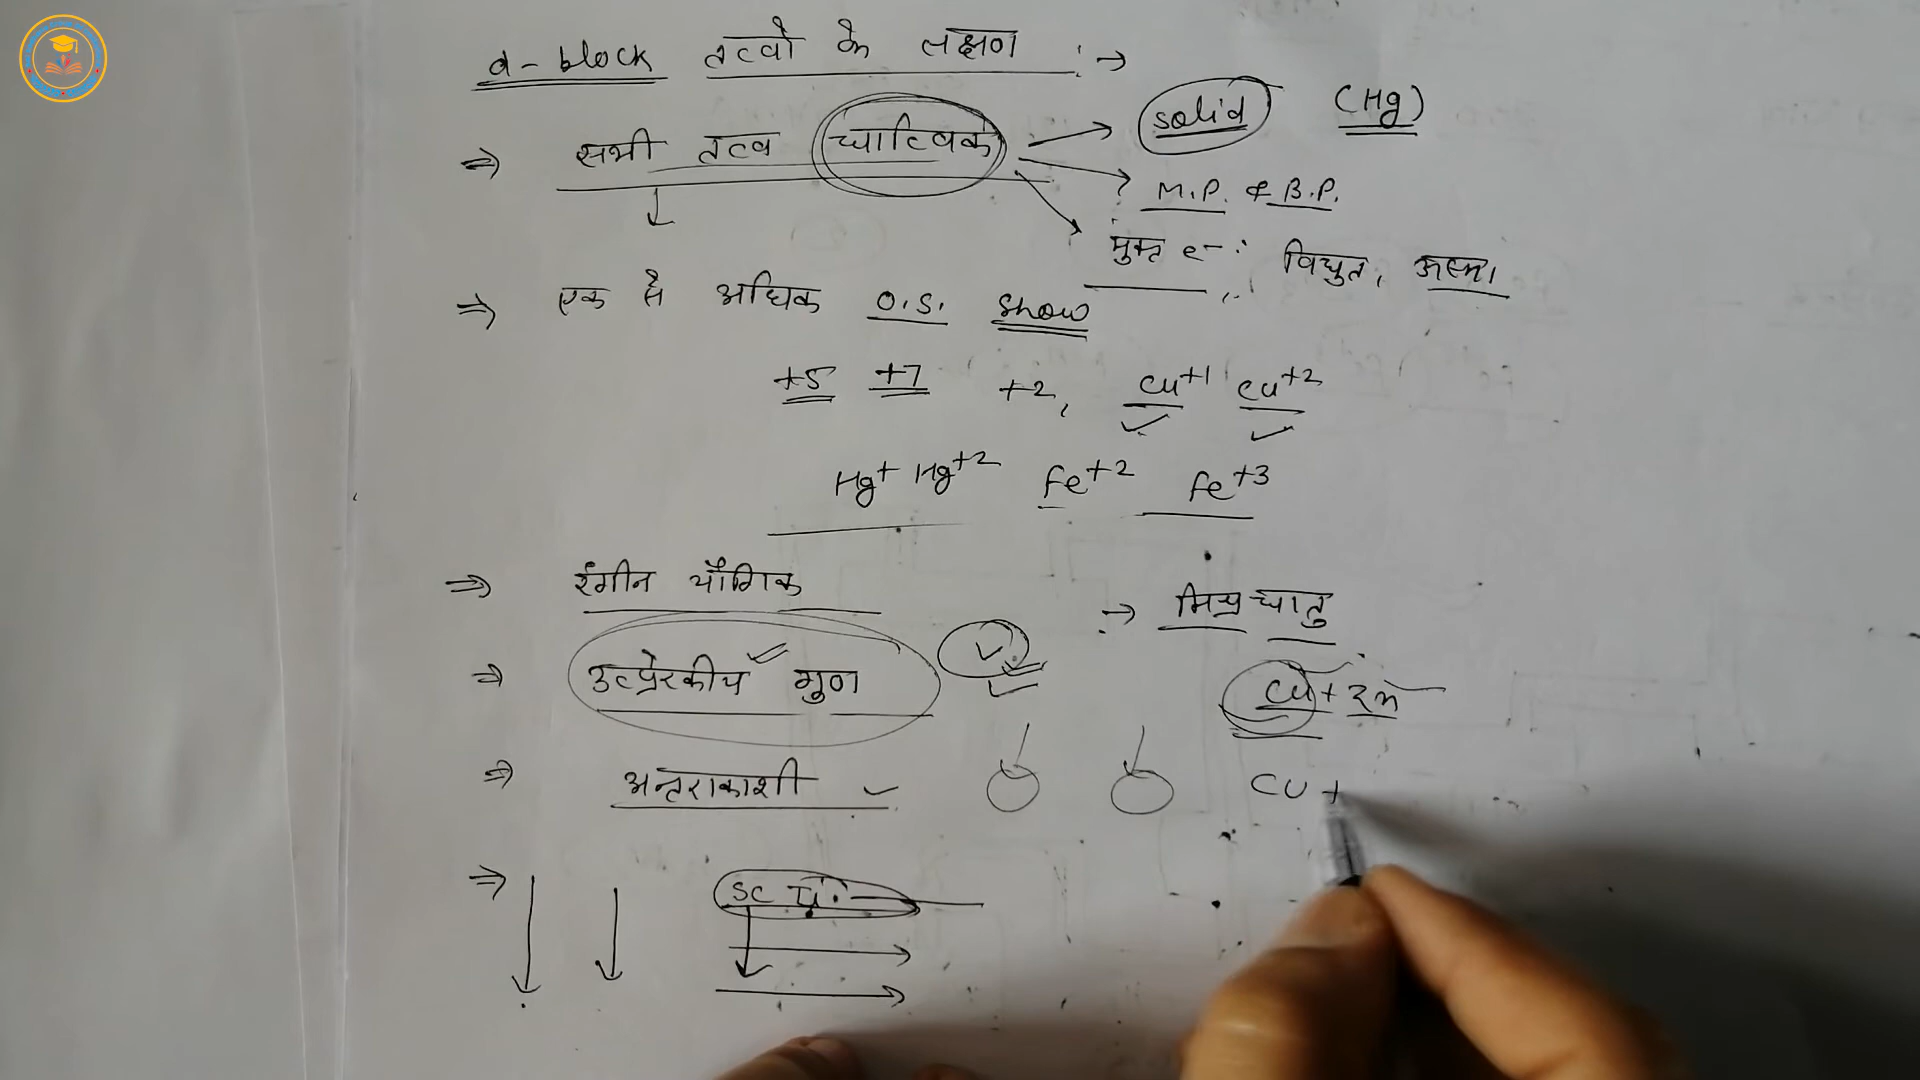 d-block तत्वों के लक्षण :→
⇒ सभी तत्व धात्विक → solid (Hg)
M.P. & B.P.
मुक्त e- : विद्युत, ऊष्मा
⇒ एक से अधिक O.S. show
+5 +7 +2, Cu+1 Cu+2
Hg+ Hg+2 Fe+2 Fe+3
⇒ रंगीन यौगिक
→ मिश्रधातु
⇒ उत्प्रेरकीय गुण
Cu + Zn
⇒ अन्तराकाशी
Cu +
⇒ Sc Ti